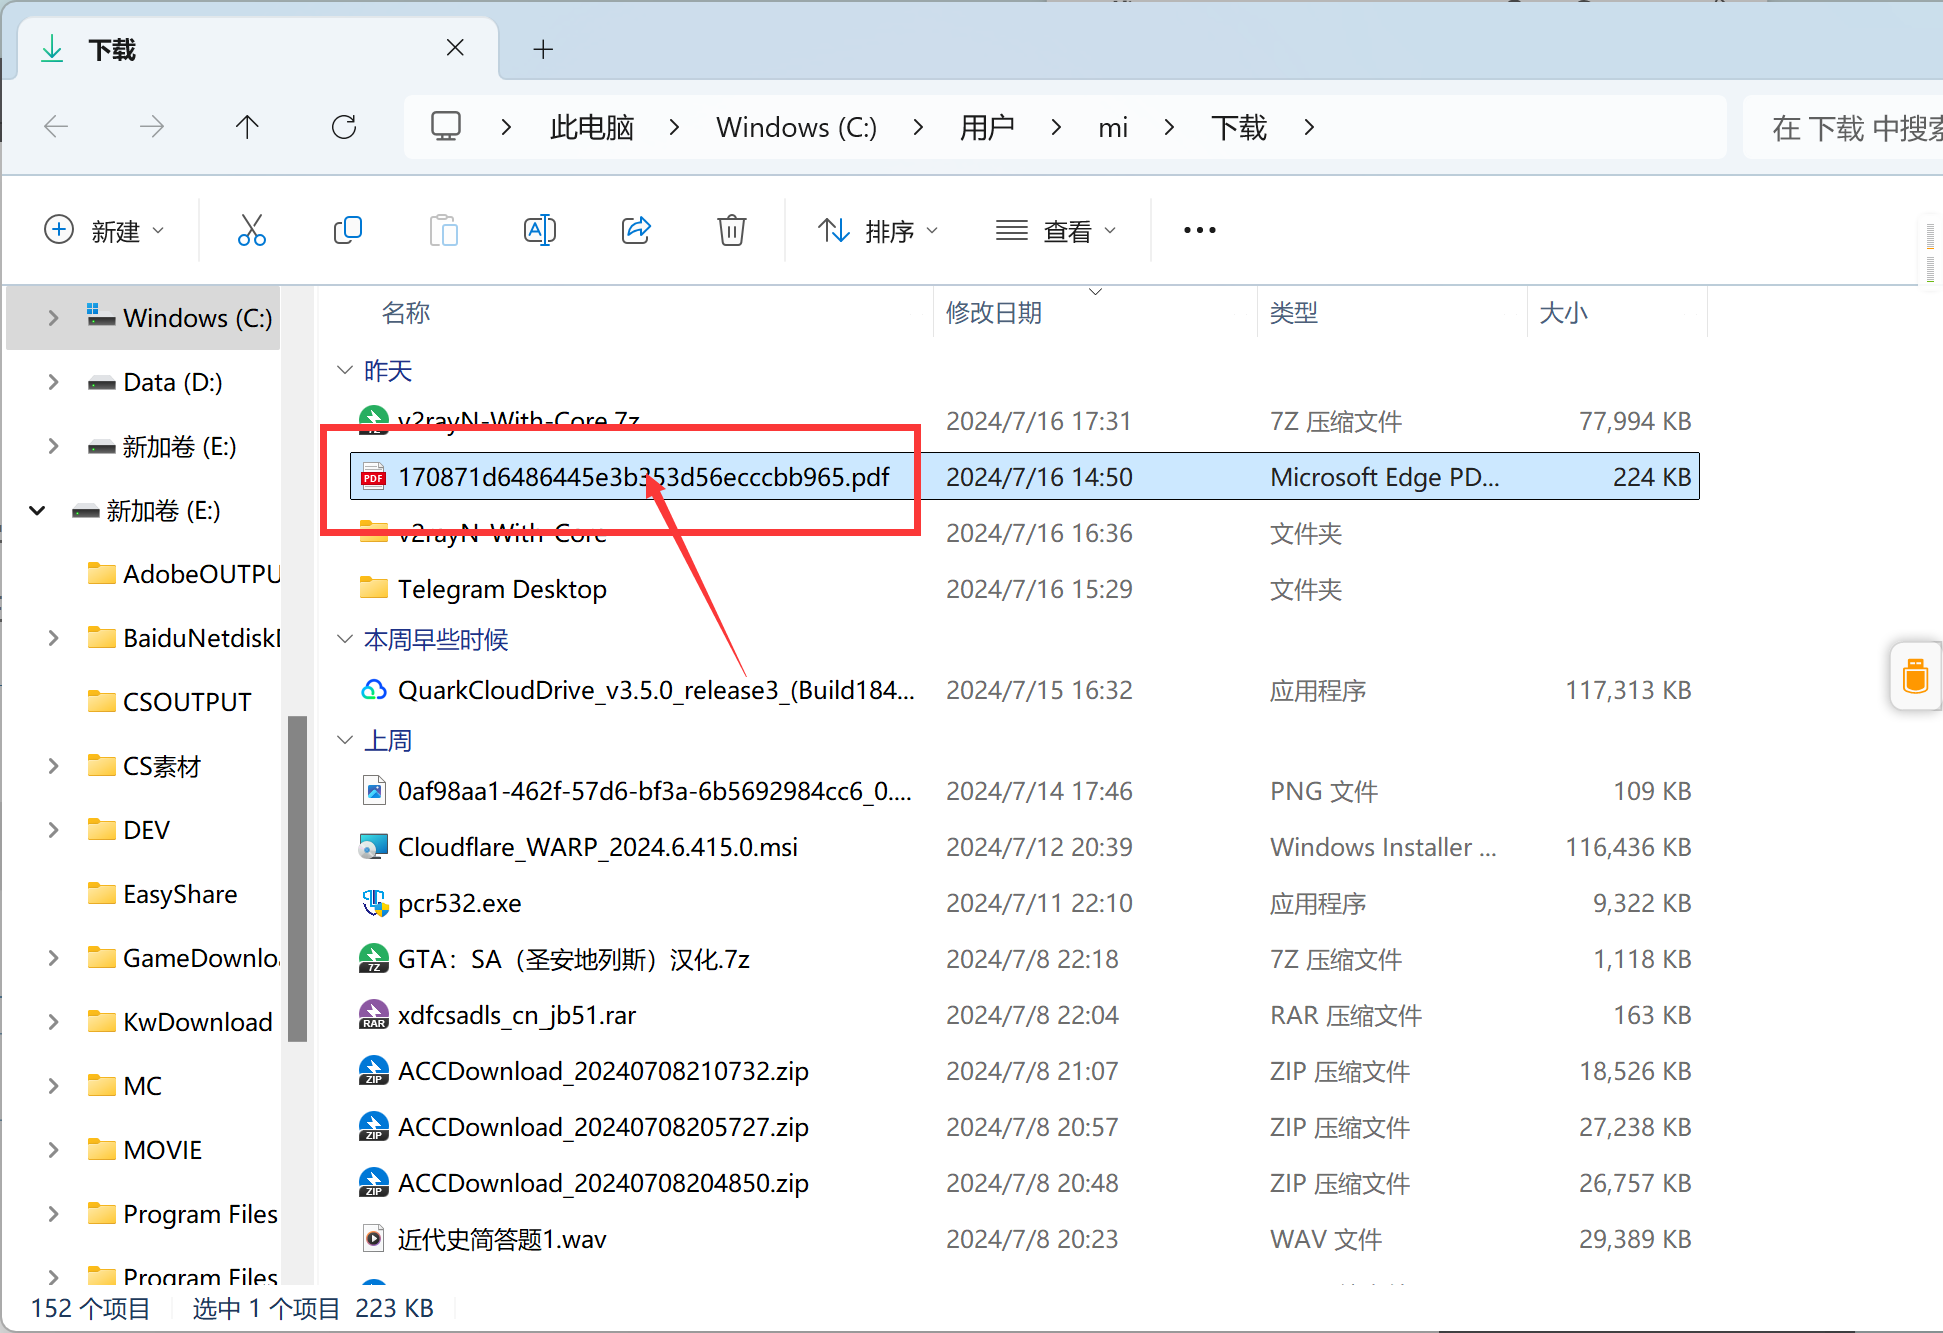 下载
此电脑 > Windows (C:) > 用户 > mi > 下载 >
在 下载 中搜索
新建
排序
查看
名称 修改日期 类型 大小
Windows (C:)
Data (D:)
新加卷 (E:)
新加卷 (E:)
AdobeOUTPU
BaiduNetdisk
CSOUTPUT
CS素材
DEV
EasyShare
GameDownlo
KwDownload
MC
MOVIE
Program Files
Program Files
昨天
v2rayN-With-Core.7z 2024/7/16 17:31 7Z 压缩文件 77,994 KB
170871d6486445e3b353d56ecccbb965.pdf 2024/7/16 14:50 Microsoft Edge PD... 224 KB
v2rayN-With-Core 2024/7/16 16:36 文件夹
Telegram Desktop 2024/7/16 15:29 文件夹
本周早些时候
QuarkCloudDrive_v3.5.0_release3_(Build184... 2024/7/15 16:32 应用程序 117,313 KB
上周
0af98aa1-462f-57d6-bf3a-6b5692984cc6_0.... 2024/7/14 17:46 PNG 文件 109 KB
Cloudflare_WARP_2024.6.415.0.msi 2024/7/12 20:39 Windows Installer ... 116,436 KB
pcr532.exe 2024/7/11 22:10 应用程序 9,322 KB
GTA：SA（圣安地列斯）汉化.7z 2024/7/8 22:18 7Z 压缩文件 1,118 KB
xdfcsadls_cn_jb51.rar 2024/7/8 22:04 RAR 压缩文件 163 KB
ACCDownload_20240708210732.zip 2024/7/8 21:07 ZIP 压缩文件 18,526 KB
ACCDownload_20240708205727.zip 2024/7/8 20:57 ZIP 压缩文件 27,238 KB
ACCDownload_20240708204850.zip 2024/7/8 20:48 ZIP 压缩文件 26,757 KB
近代史简答题1.wav 2024/7/8 20:23 WAV 文件 29,389 KB
152 个项目 选中 1 个项目 223 KB